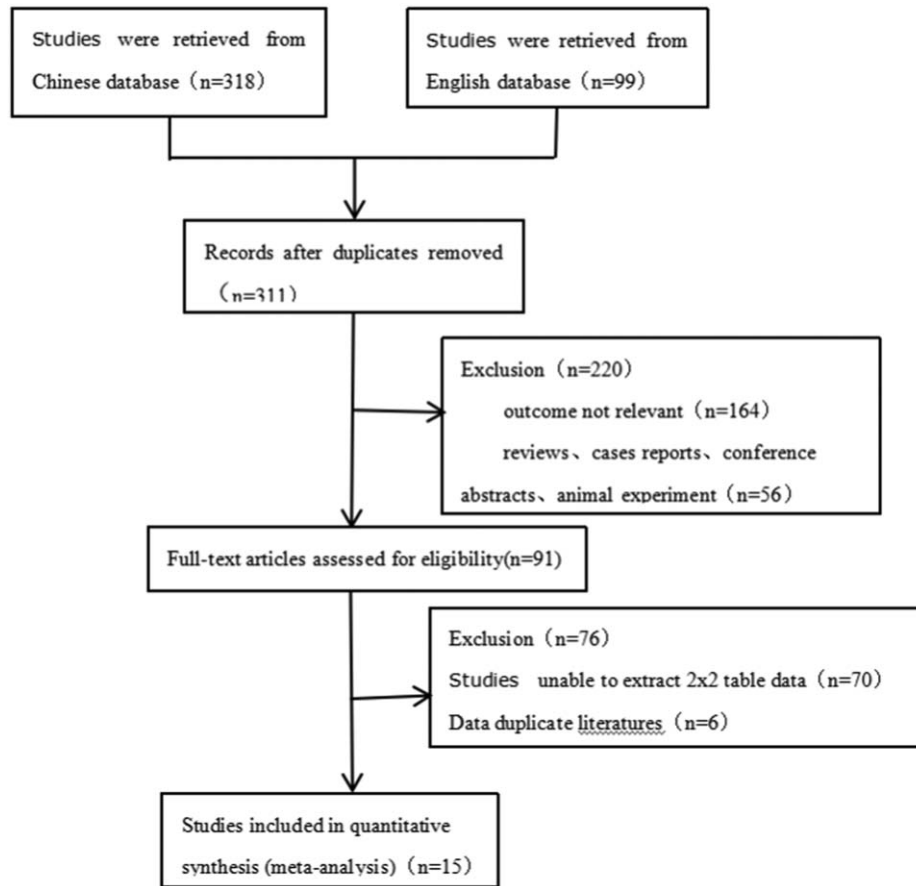 Studies were retrieved from
Chinese database（n=318）
Studies were retrieved from
English database（n=99）
Records after duplicates removed
（n=311）
Exclusion（n=220）
outcome not relevant（n=164）
reviews、cases reports、conference
abstracts、animal experiment（n=56）
Full-text articles assessed for eligibility(n=91)
Exclusion（n=76）
Studies unable to extract 2x2 table data（n=70）
Data duplicate literatures（n=6）
Studies included in quantitative
synthesis (meta-analysis)（n=15）